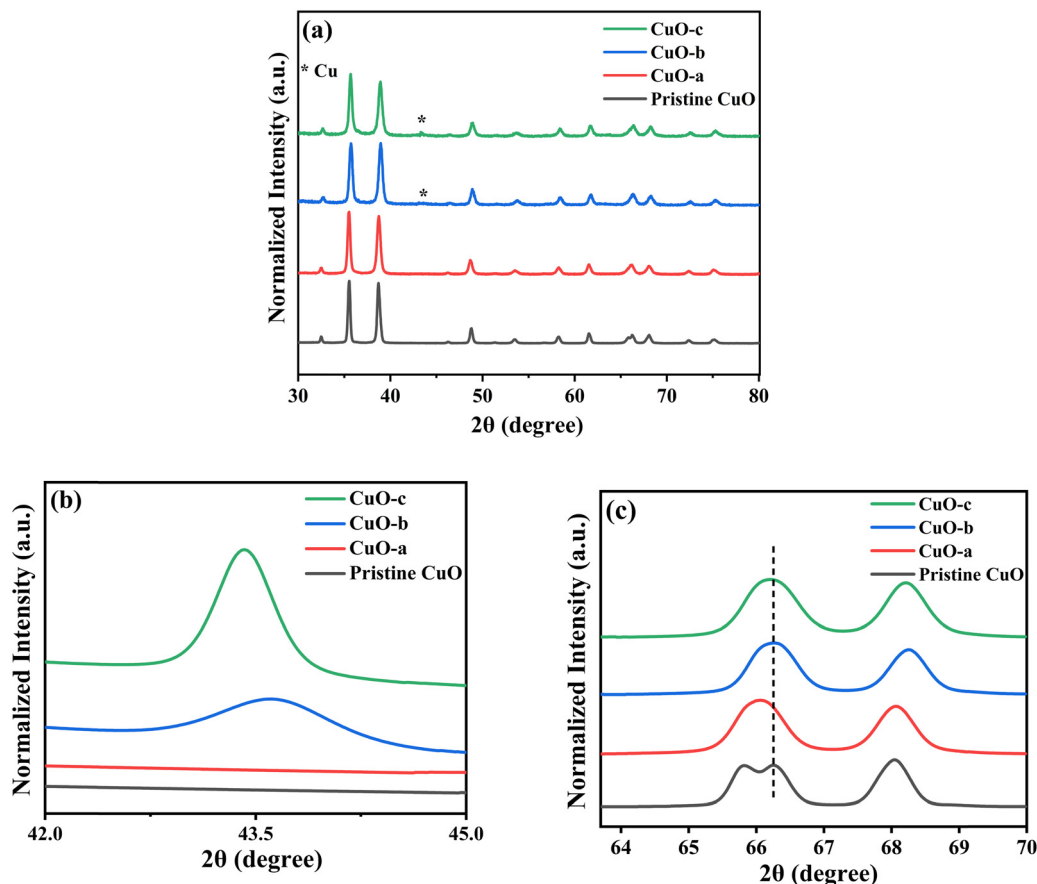 (a)
CuO-c
CuO-b
CuO-a
Pristine CuO
* Cu
*
*
Normalized Intensity (a.u.)
30 40 50 60 70 80
2θ (degree)
(b)
CuO-c
CuO-b
CuO-a
Pristine CuO
Normalized Intensity (a.u.)
42.0 43.5 45.0
2θ (degree)
(c)
CuO-c
CuO-b
CuO-a
Pristine CuO
Normalized Intensity (a.u.)
64 65 66 67 68 69 70
2θ (degree)